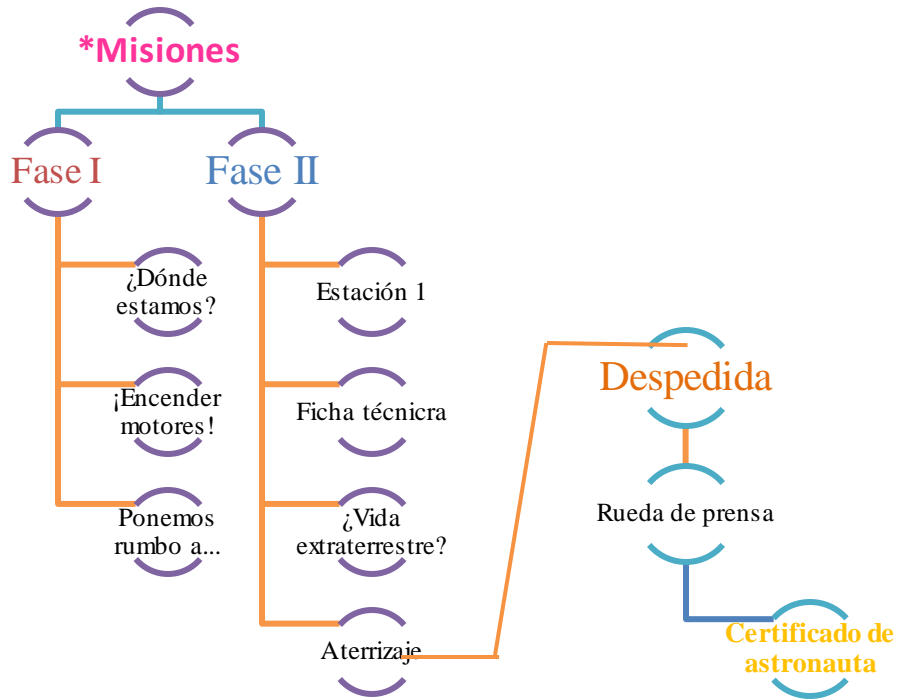 *Misiones
Fase I
Fase II
¿Dónde
estamos?
¡Encender
motores!
Ponemos
rumbo a...
Estación 1
Ficha técnicra
¿Vida
extraterrestre?
Aterrizaje
Despedida
Rueda de prensa
Certificado de
astronauta